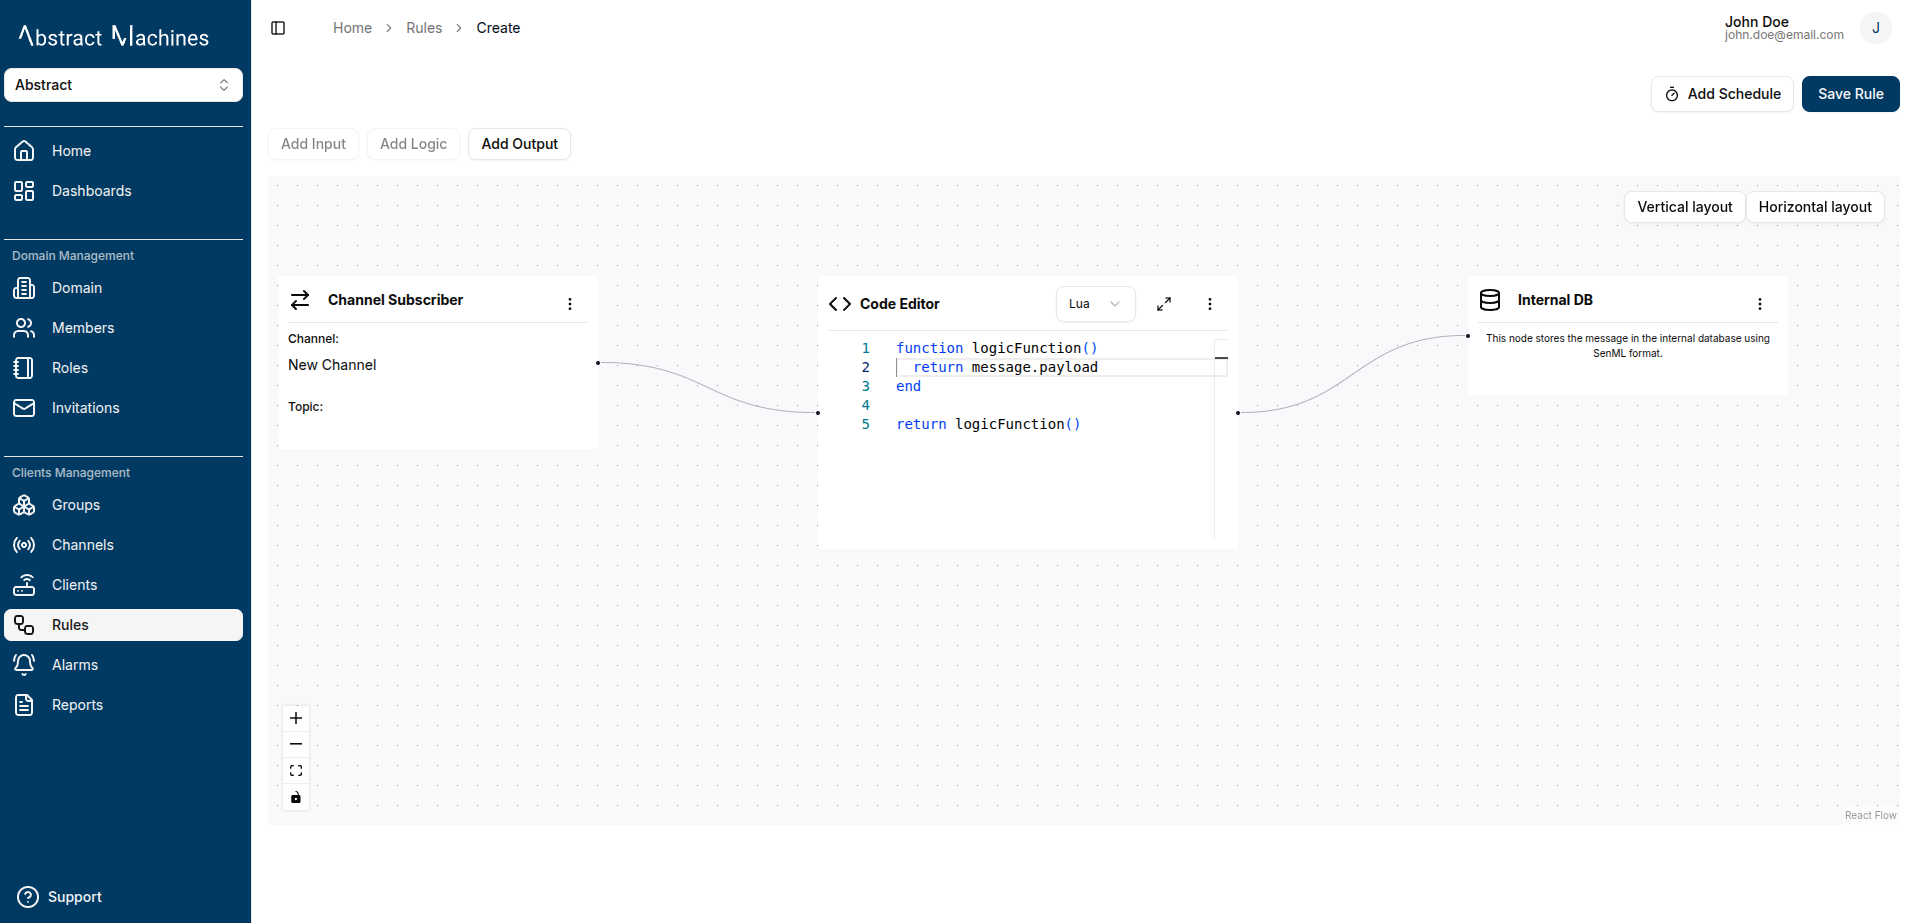 Abstract Machines
Abstract
Home
Dashboards
Domain Management
Domain
Members
Roles
Invitations
Clients Management
Groups
Channels
Clients
Rules
Alarms
Reports
Support
Home > Rules > Create
John Doe
john.doe@email.com
J
Add Schedule
Save Rule
Add Input
Add Logic
Add Output
Vertical layout
Horizontal layout
Channel Subscriber
Channel:
New Channel
Topic:
Code Editor
Lua
1 function logicFunction()
2 return message.payload
3 end
4
5 return logicFunction()
Internal DB
This node stores the message in the internal database using
SenML format.
React Flow